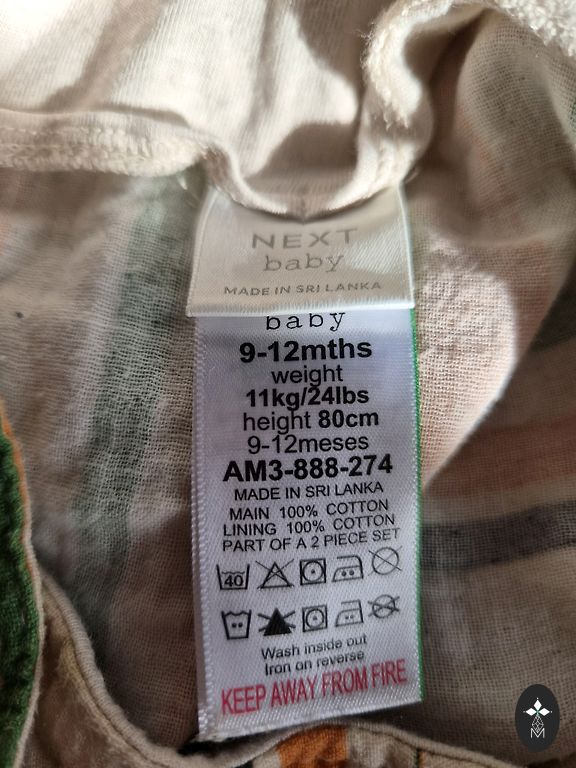 NEXT
baby
MADE IN SRI LANKA
baby
9-12mths
weight
11kg/24lbs
height 80cm
9-12meses
AM3-888-274
MADE IN SRI LANKA
MAIN 100% COTTON
LINING 100% COTTON
PART OF A 2 PIECE SET
40
Wash inside out
Iron on reverse
KEEP AWAY FROM FIRE
M